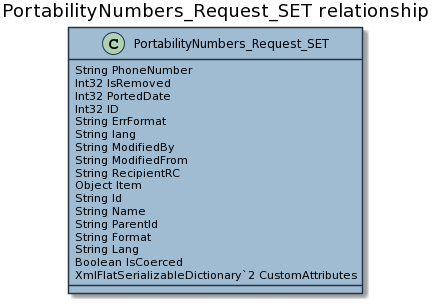 PortabilityNumbers_Request_SET relationship
C PortabilityNumbers_Request_SET
String PhoneNumber
Int32 IsRemoved
Int32 PortedDate
Int32 ID
String ErrFormat
String lang
String ModifiedBy
String ModifiedFrom
String RecipientRC
Object Item
String Id
String Name
String ParentId
String Format
String Lang
Boolean IsCoerced
XmlFlatSerializableDictionary`2 CustomAttributes